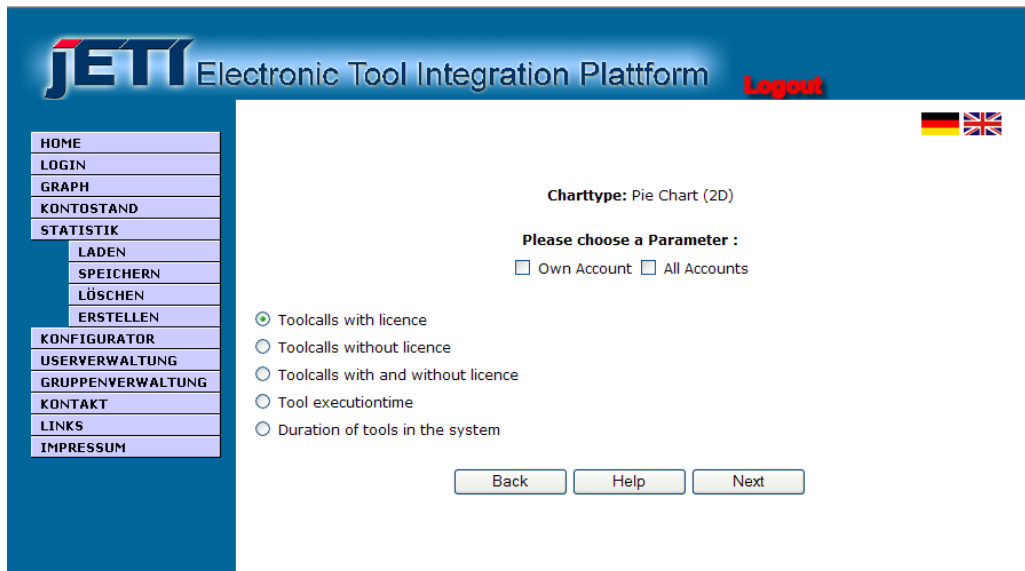 jETI Electronic Tool Integration Plattform Logout
HOME
LOGIN
GRAPH
KONTOSTAND
STATISTIK
LADEN
SPEICHERN
LÖSCHEN
ERSTELLEN
KONFIGURATOR
USERVERWALTUNG
GRUPPENVERWALTUNG
KONTAKT
LINKS
IMPRESSUM
Charttype: Pie Chart (2D)
Please choose a Parameter :
Own Account All Accounts
Toolcalls with licence
Toolcalls without licence
Toolcalls with and without licence
Tool executiontime
Duration of tools in the system
Back Help Next